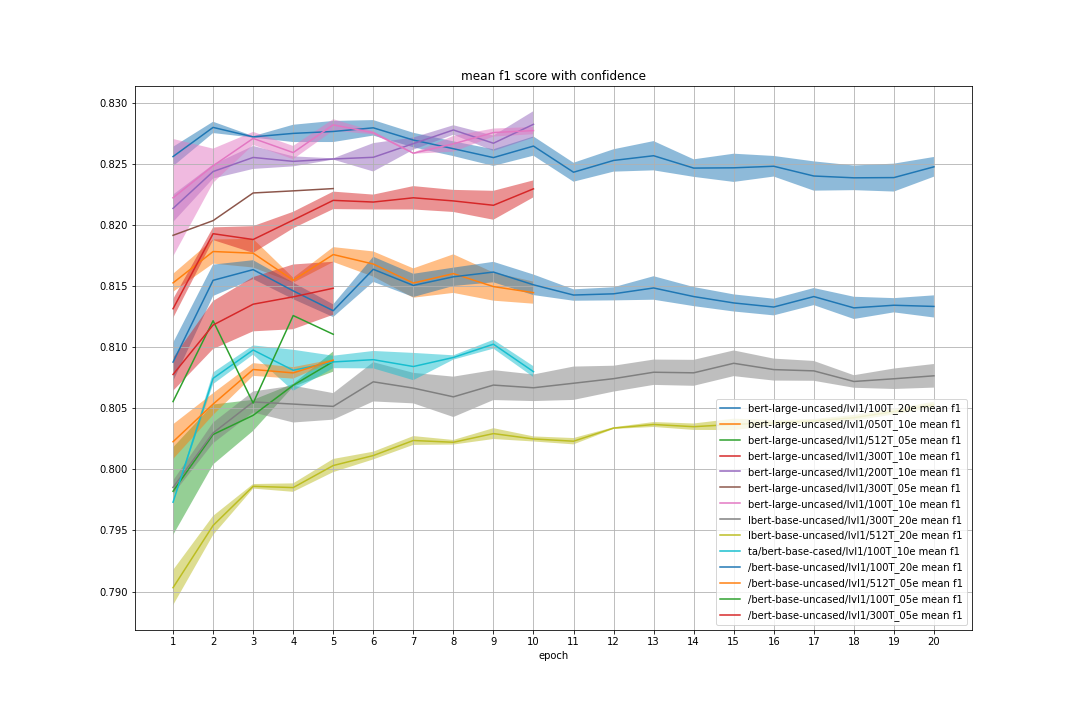 mean f1 score with confidence
0.830
0.825
0.820
0.815
0.810
0.805
0.800
0.795
0.790
bert-large-uncased/lvl1/100T_20e mean f1
bert-large-uncased/lvl1/050T_10e mean f1
bert-large-uncased/lvl1/512T_05e mean f1
bert-large-uncased/lvl1/300T_10e mean f1
bert-large-uncased/lvl1/200T_10e mean f1
bert-large-uncased/lvl1/300T_05e mean f1
bert-large-uncased/lvl1/100T_10e mean f1
lbert-base-uncased/lvl1/300T_20e mean f1
lbert-base-uncased/lvl1/512T_20e mean f1
ta/bert-base-cased/lvl1/100T_10e mean f1
/bert-base-uncased/lvl1/100T_20e mean f1
/bert-base-uncased/lvl1/512T_05e mean f1
/bert-base-uncased/lvl1/100T_05e mean f1
/bert-base-uncased/lvl1/300T_05e mean f1
1 2 3 4 5 6 7 8 9 10 11 12 13 14 15 16 17 18 19 20
epoch